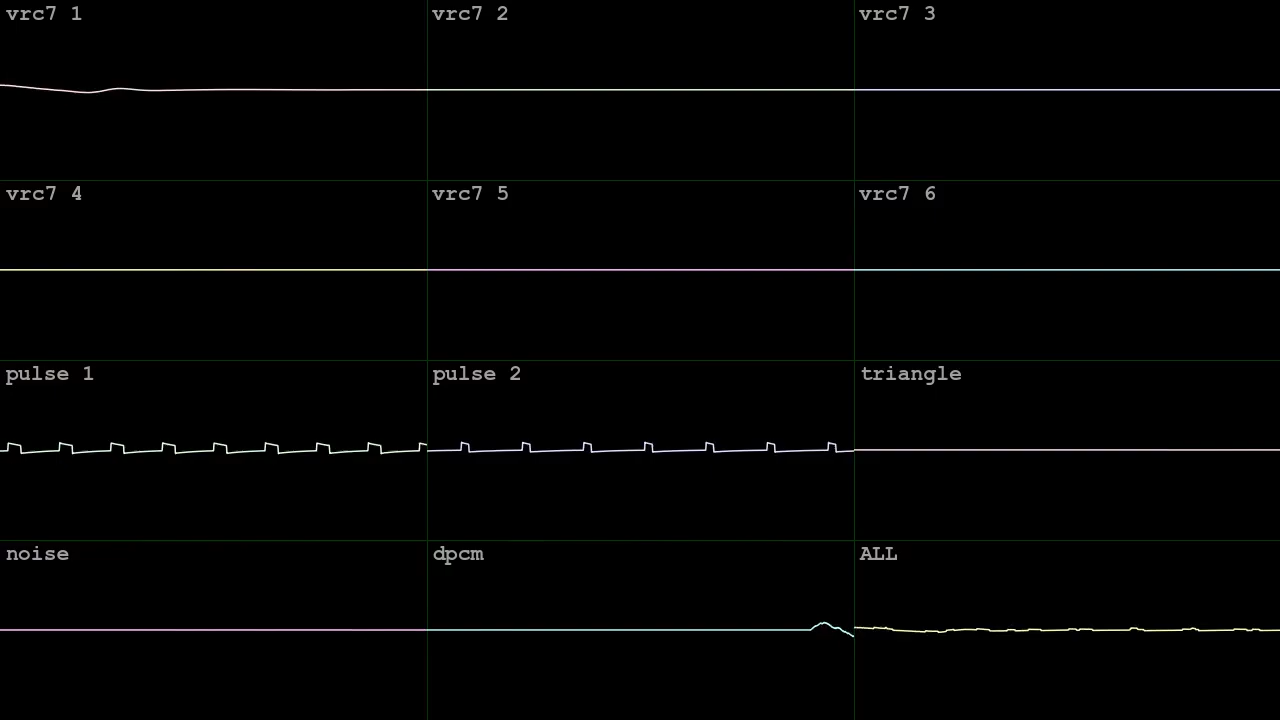 vrc7 1
vrc7 2
vrc7 3
vrc7 4
vrc7 5
vrc7 6
pulse 1
pulse 2
triangle
noise
dpcm
ALL